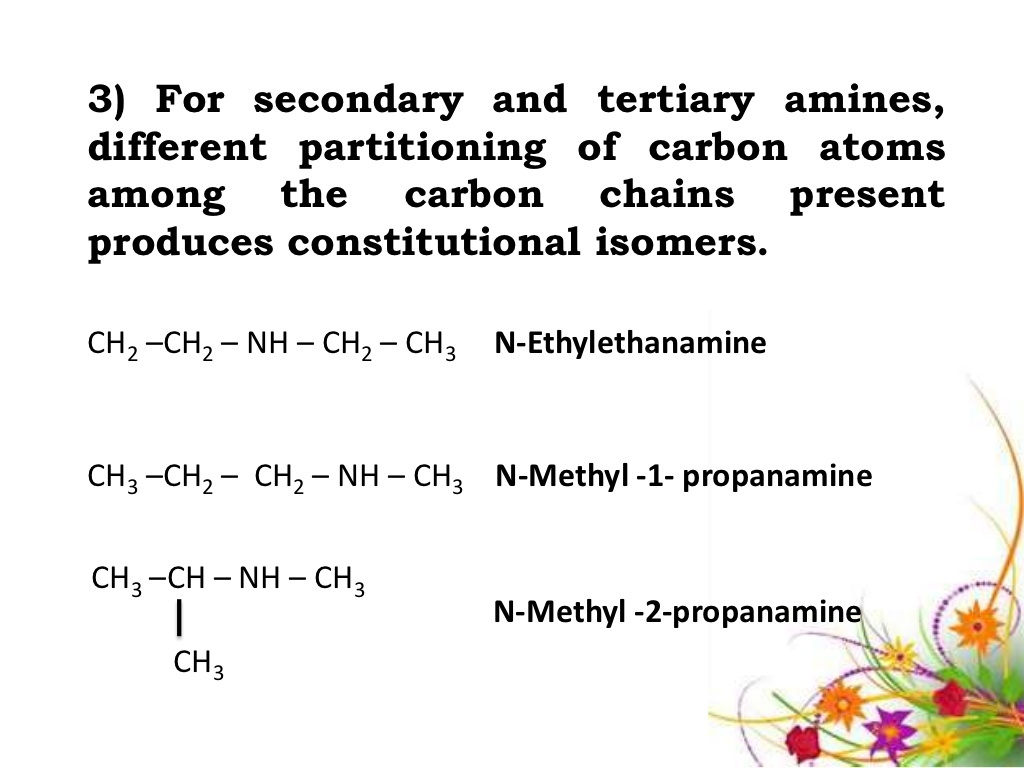 3) For secondary and tertiary amines,
different partitioning of carbon atoms
among the carbon chains present
produces constitutional isomers.
CH₂ –CH₂ – NH – CH₂ – CH₃ N-Ethylethanamine
CH₃ –CH₂ – CH₂ – NH – CH₃ N-Methyl -1- propanamine
CH₃ –CH – NH – CH₃
N-Methyl -2-propanamine
CH₃